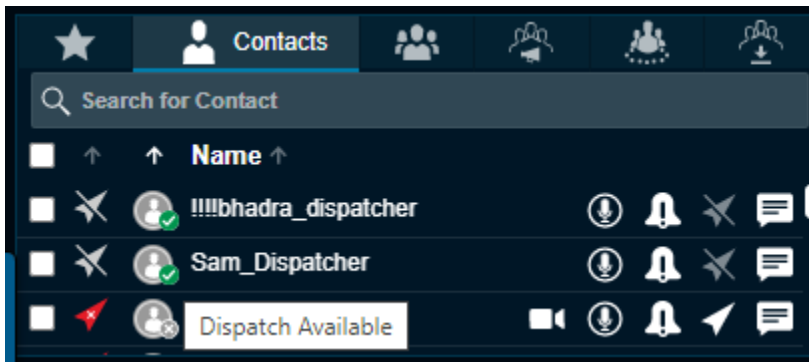 Contacts
Search for Contact
Name
!!!!bhadra_dispatcher
Sam_Dispatcher
Dispatch Available